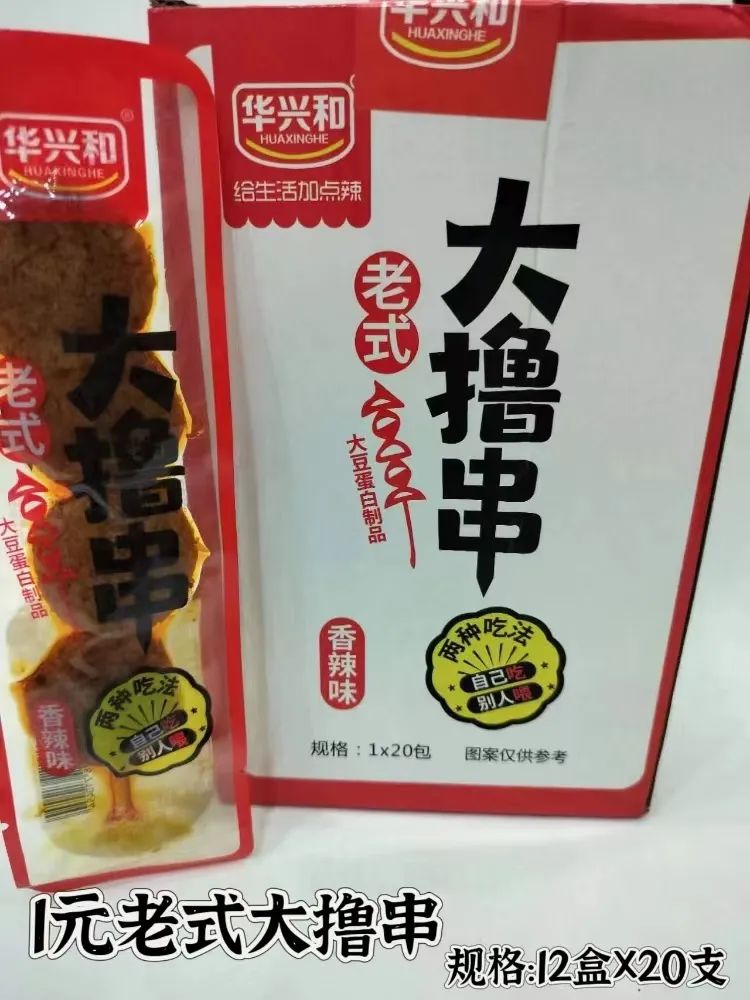 华兴和
HUAXINGHE
华兴和
HUAXINGHE
给生活加点辣
老式
大撸串
大豆蛋白制品
香辣味
两种吃法
自己吃
别人喂
规格：1x20包
图案仅供参考
华兴和
HUAXINGHE
老式
大撸串
大豆蛋白制品
香辣味
两种吃法
自己吃
别人喂
1元老式大撸串
规格:12盒X20支